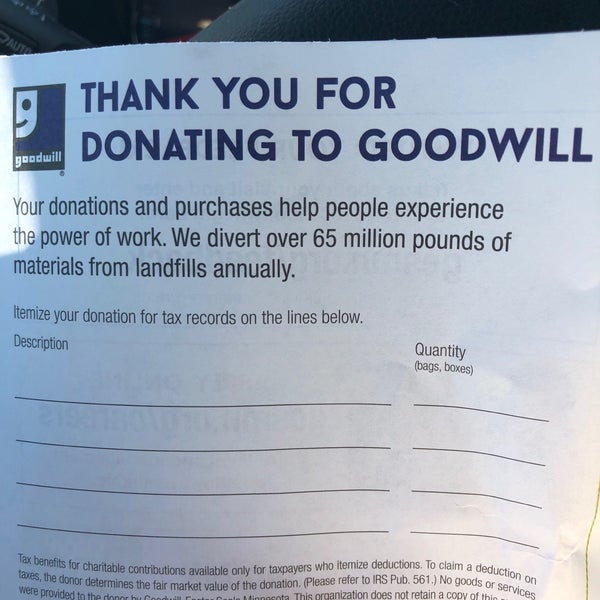 THANK YOU FOR
DONATING TO GOODWILL
goodwill
Your donations and purchases help people experience
the power of work. We divert over 65 million pounds of
materials from landfills annually.
Itemize your donation for tax records on the lines below.
Description
Quantity
(bags, boxes)
Tax benefits for charitable contributions available only for taxpayers who itemize deductions. To claim a deduction on
taxes, the donor determines the fair market value of the donation. (Please refer to IRS Pub. 561.) No goods or services
were provided to the donor by Goodwill-Easter Seals Minnesota. This organization does not retain a copy of this